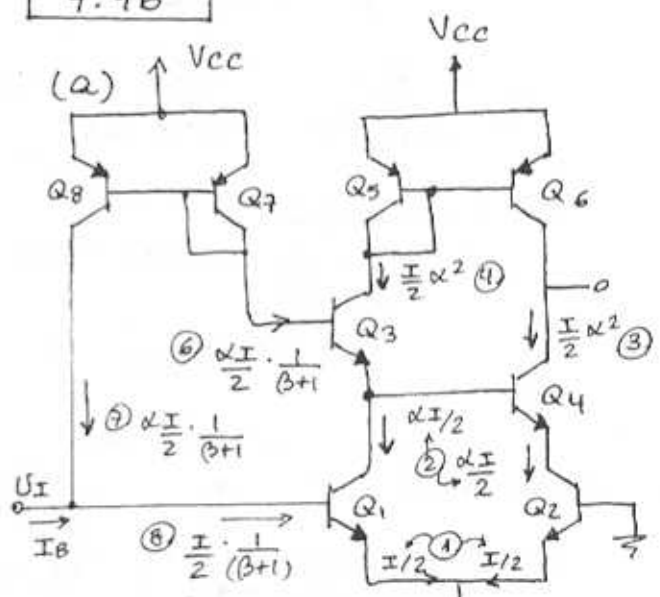 7.98
Vcc
Vcc
(a)
Q8
Q7
Q5
Q6
I/2 α² ④
Q3
I/2 α² ③
⑥ αI/2 · 1/(β+1)
Q4
⑦ αI/2 · 1/(β+1)
αI/2
② αI/2
υI
Q1
Q2
IB
⑧ I/2 · 1/(β+1)
I/2 ① I/2